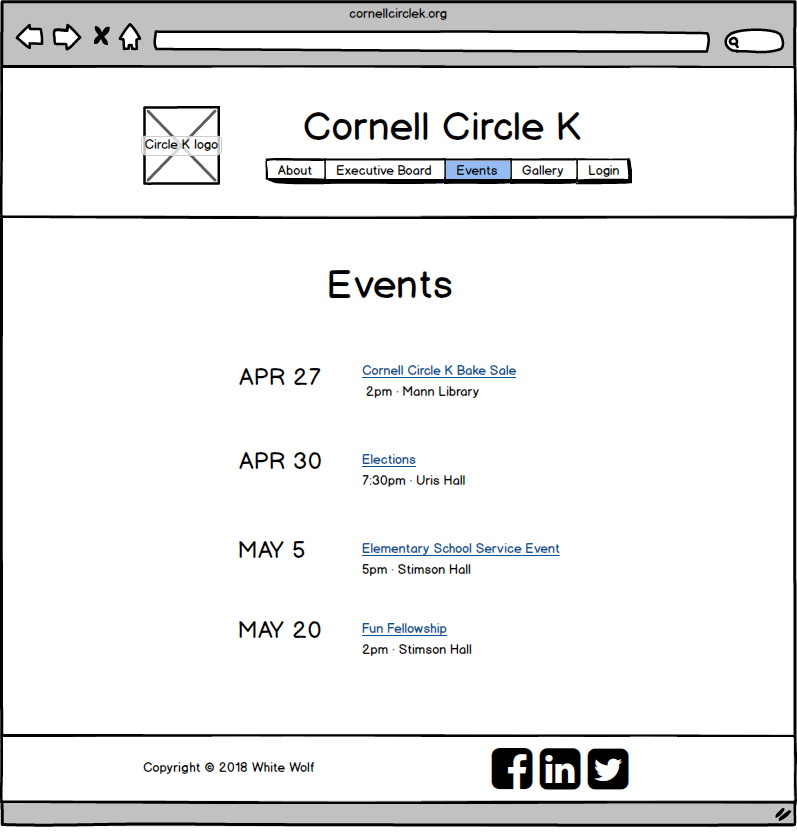 cornellcirclek.org
Circle K logo
Cornell Circle K
About Executive Board Events Gallery Login
Events
APR 27
Cornell Circle K Bake Sale
2pm · Mann Library
APR 30
Elections
7:30pm · Uris Hall
MAY 5
Elementary School Service Event
5pm · Stimson Hall
MAY 20
Fun Fellowship
2pm · Stimson Hall
Copyright © 2018 White Wolf
f in